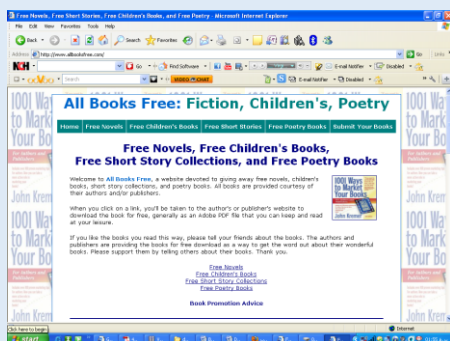 Free Novels, Free Short Stories, Free Children's Books, and Free Poetry - Microsoft Internet Explorer
File Edit View Favorites Tools Help
Back Search Favorites
Address http://www.allbooksfree.com/ Go
Go Find Software E-mail Notifier Disabled
Search VIDEO CHAT E-mail Notifier Disabled
All Books Free: Fiction, Children's, Poetry
Home Free Novels Free Children's Books Free Short Stories Free Poetry Books Submit Your Books
Free Novels, Free Children's Books,
Free Short Story Collections, and Free Poetry Books
Welcome to All Books Free, a website devoted to giving away free novels, children's
books, short story collections, and poetry books. All books are provided courtesy of
their authors and/or publishers.
When you click on a link, you'll be taken to the author's or publisher's website to
download the book for free, generally as an Adobe PDF file that you can keep and read
at your leisure.
1001 Ways
to Market
Your Books
John Kremer
If you like the books you read this way, please tell your friends about the books. The authors and
publishers are providing the books for free download as a way to get the word out about their wonderful
books. Please support them by telling others about their books. Thank you.
Free Novels
Free Children's Books
Free Short Story Collections
Free Poetry Books
Book Promotion Advice
Click here to begin
Internet
start